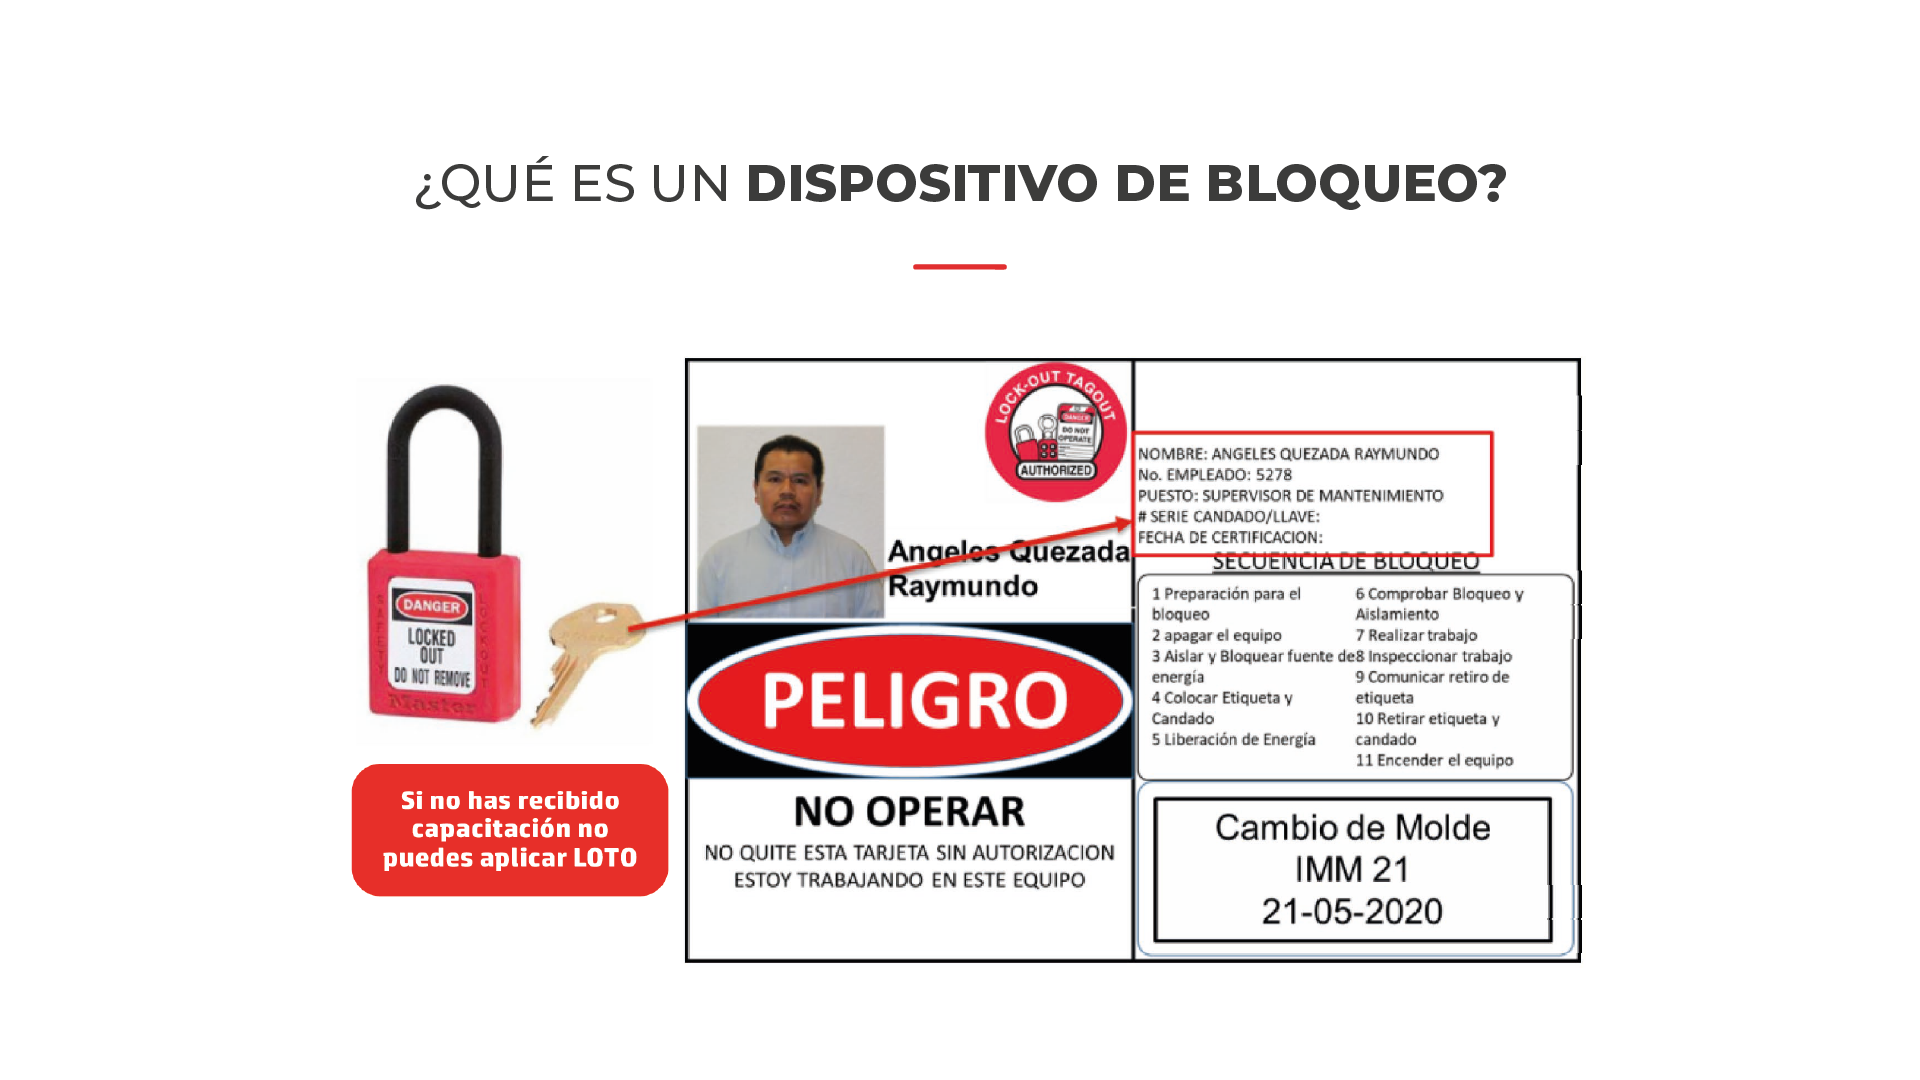 ¿QUÉ ES UN DISPOSITIVO DE BLOQUEO?
DANGER
LOCKED
OUT
DO NOT REMOVE
Master
Si no has recibido
capacitación no
puedes aplicar LOTO
LOCK-OUT TAGOUT
DANGER
DO NOT
OPERATE
AUTHORIZED
Angeles Quezada
Raymundo
PELIGRO
NO OPERAR
NO QUITE ESTA TARJETA SIN AUTORIZACION
ESTOY TRABAJANDO EN ESTE EQUIPO
NOMBRE: ANGELES QUEZADA RAYMUNDO
No. EMPLEADO: 5278
PUESTO: SUPERVISOR DE MANTENIMIENTO
# SERIE CANDADO/LLAVE:
FECHA DE CERTIFICACION:
SECUENCIA DE BLOQUEO
1 Preparación para el
bloqueo
2 apagar el equipo
3 Aislar y Bloquear fuente de
energía
4 Colocar Etiqueta y
Candado
5 Liberación de Energía
6 Comprobar Bloqueo y
Aislamiento
7 Realizar trabajo
8 Inspeccionar trabajo
9 Comunicar retiro de
etiqueta
10 Retirar etiqueta y
candado
11 Encender el equipo
Cambio de Molde
IMM 21
21-05-2020